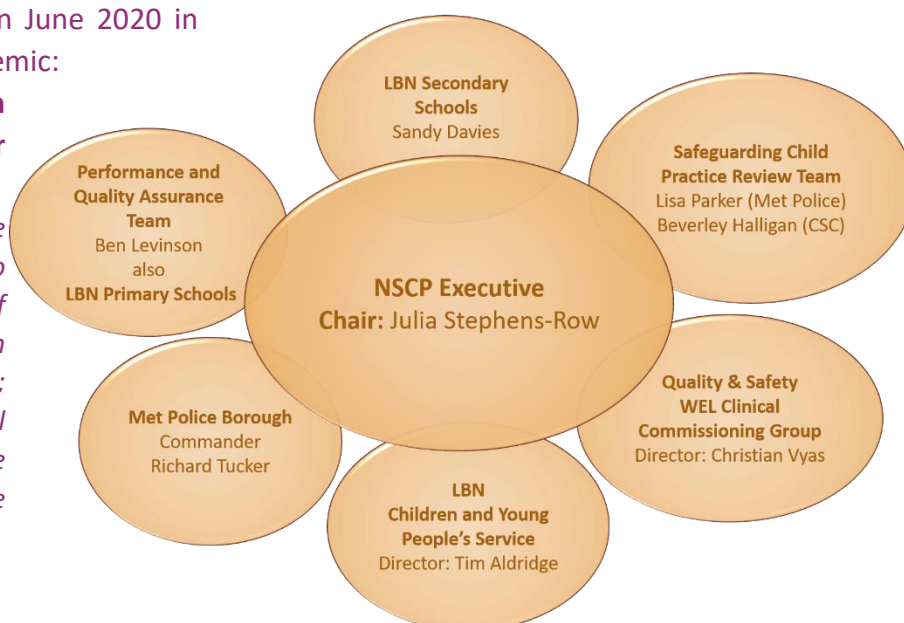 n June 2020 in
emic:
n
r
e
o
f
n
;
l
e
e
LBN Secondary
Schools
Sandy Davies
Safeguarding Child
Practice Review Team
Lisa Parker (Met Police)
Beverley Halligan (CSC)
Performance and
Quality Assurance
Team
Ben Levinson
also
LBN Primary Schools
NSCP Executive
Chair: Julia Stephens-Row
Quality & Safety
WEL Clinical
Commissioning Group
Director: Christian Vyas
Met Police Borough
Commander
Richard Tucker
LBN
Children and Young
People's Service
Director: Tim Aldridge